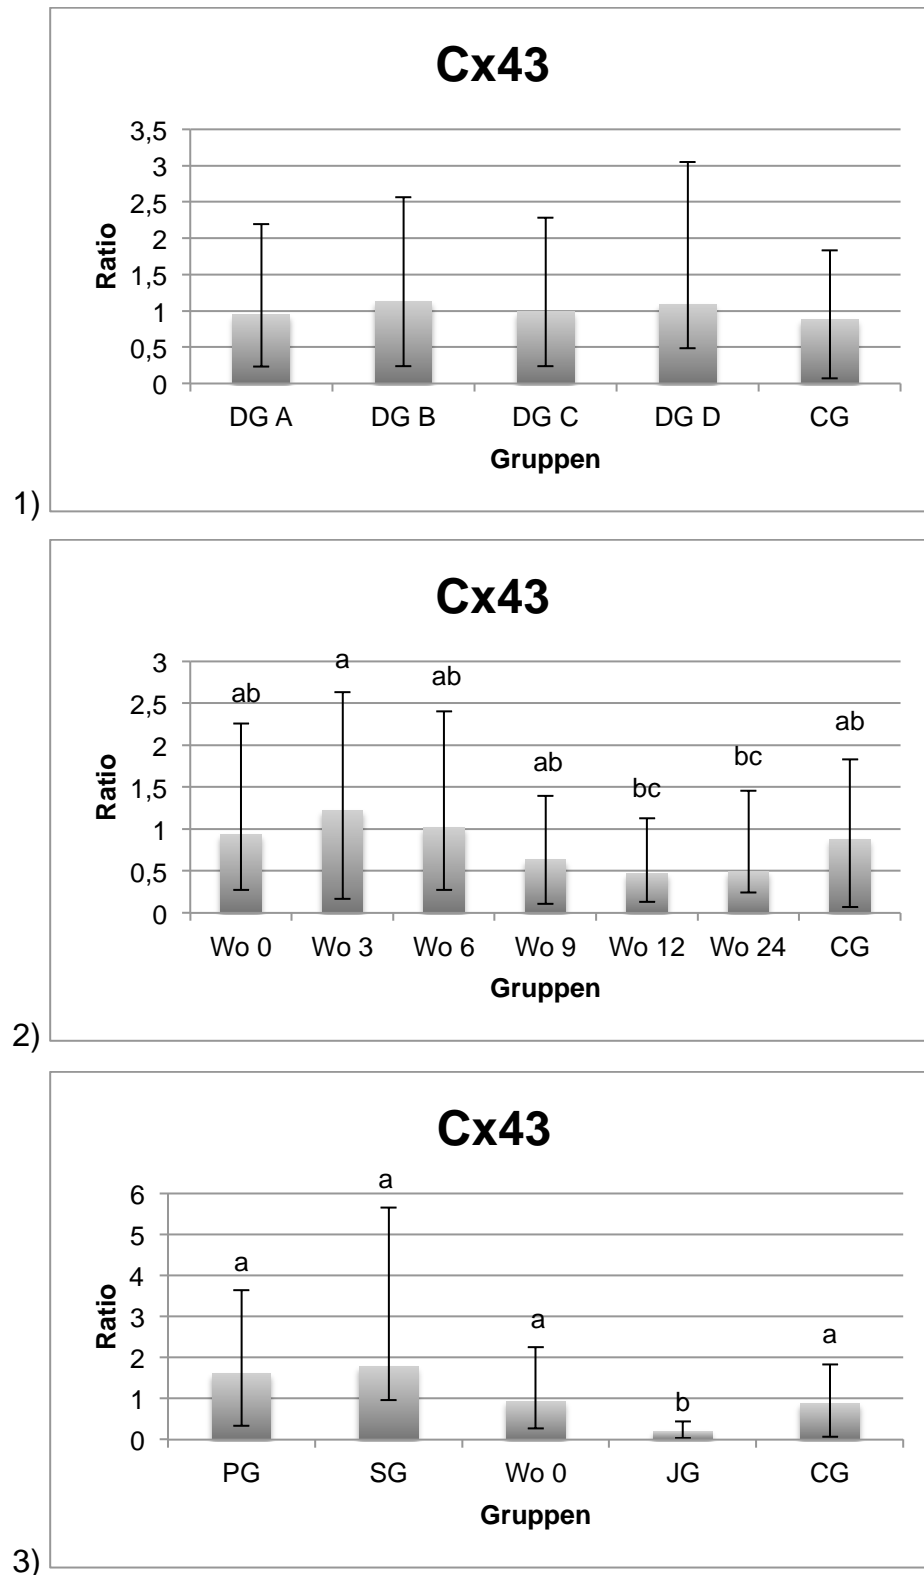 Cx43
3,5
3
2,5
2
1,5
1
0,5
0
Ratio
DG A DG B DG C DG D CG
Gruppen
1)
Cx43
3
2,5
2
1,5
1
0,5
0
Ratio
ab a ab ab bc bc ab
Wo 0 Wo 3 Wo 6 Wo 9 Wo 12 Wo 24 CG
Gruppen
2)
Cx43
6
5
4
3
2
1
0
Ratio
a a a b a
PG SG Wo 0 JG CG
Gruppen
3)